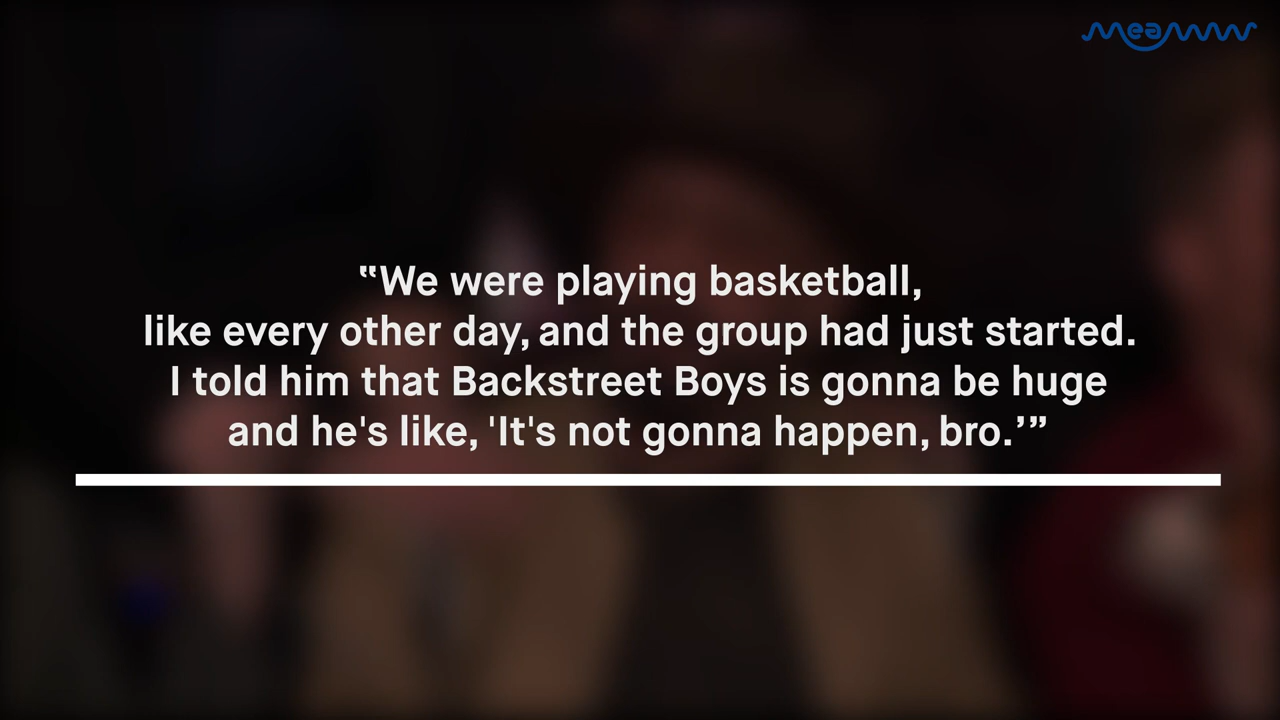 meaww
“We were playing basketball,
like every other day, and the group had just started.
I told him that Backstreet Boys is gonna be huge
and he's like, 'It's not gonna happen, bro.’”